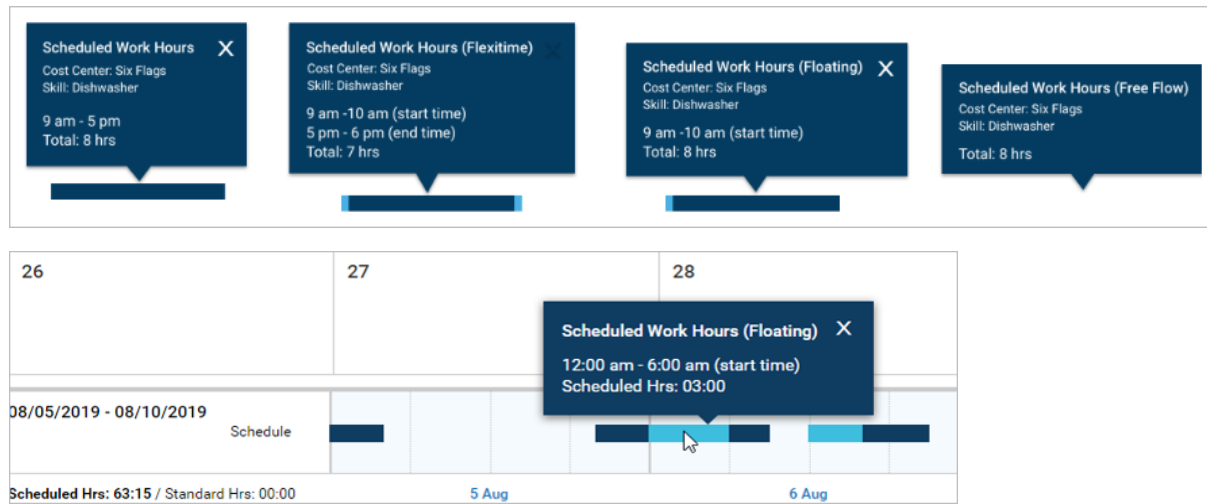 Scheduled Work Hours X
Cost Center: Six Flags
Skill: Dishwasher
9 am - 5 pm
Total: 8 hrs
Scheduled Work Hours (Flexitime) X
Cost Center: Six Flags
Skill: Dishwasher
9 am -10 am (start time)
5 pm - 6 pm (end time)
Total: 7 hrs
Scheduled Work Hours (Floating) X
Cost Center: Six Flags
Skill: Dishwasher
9 am -10 am (start time)
Total: 8 hrs
Scheduled Work Hours (Free Flow)
Cost Center: Six Flags
Skill: Dishwasher
Total: 8 hrs
26 27 28
Scheduled Work Hours (Floating) X
12:00 am - 6:00 am (start time)
Scheduled Hrs: 03:00
08/05/2019 - 08/10/2019
Schedule
Scheduled Hrs: 63:15 / Standard Hrs: 00:00 5 Aug 6 Aug